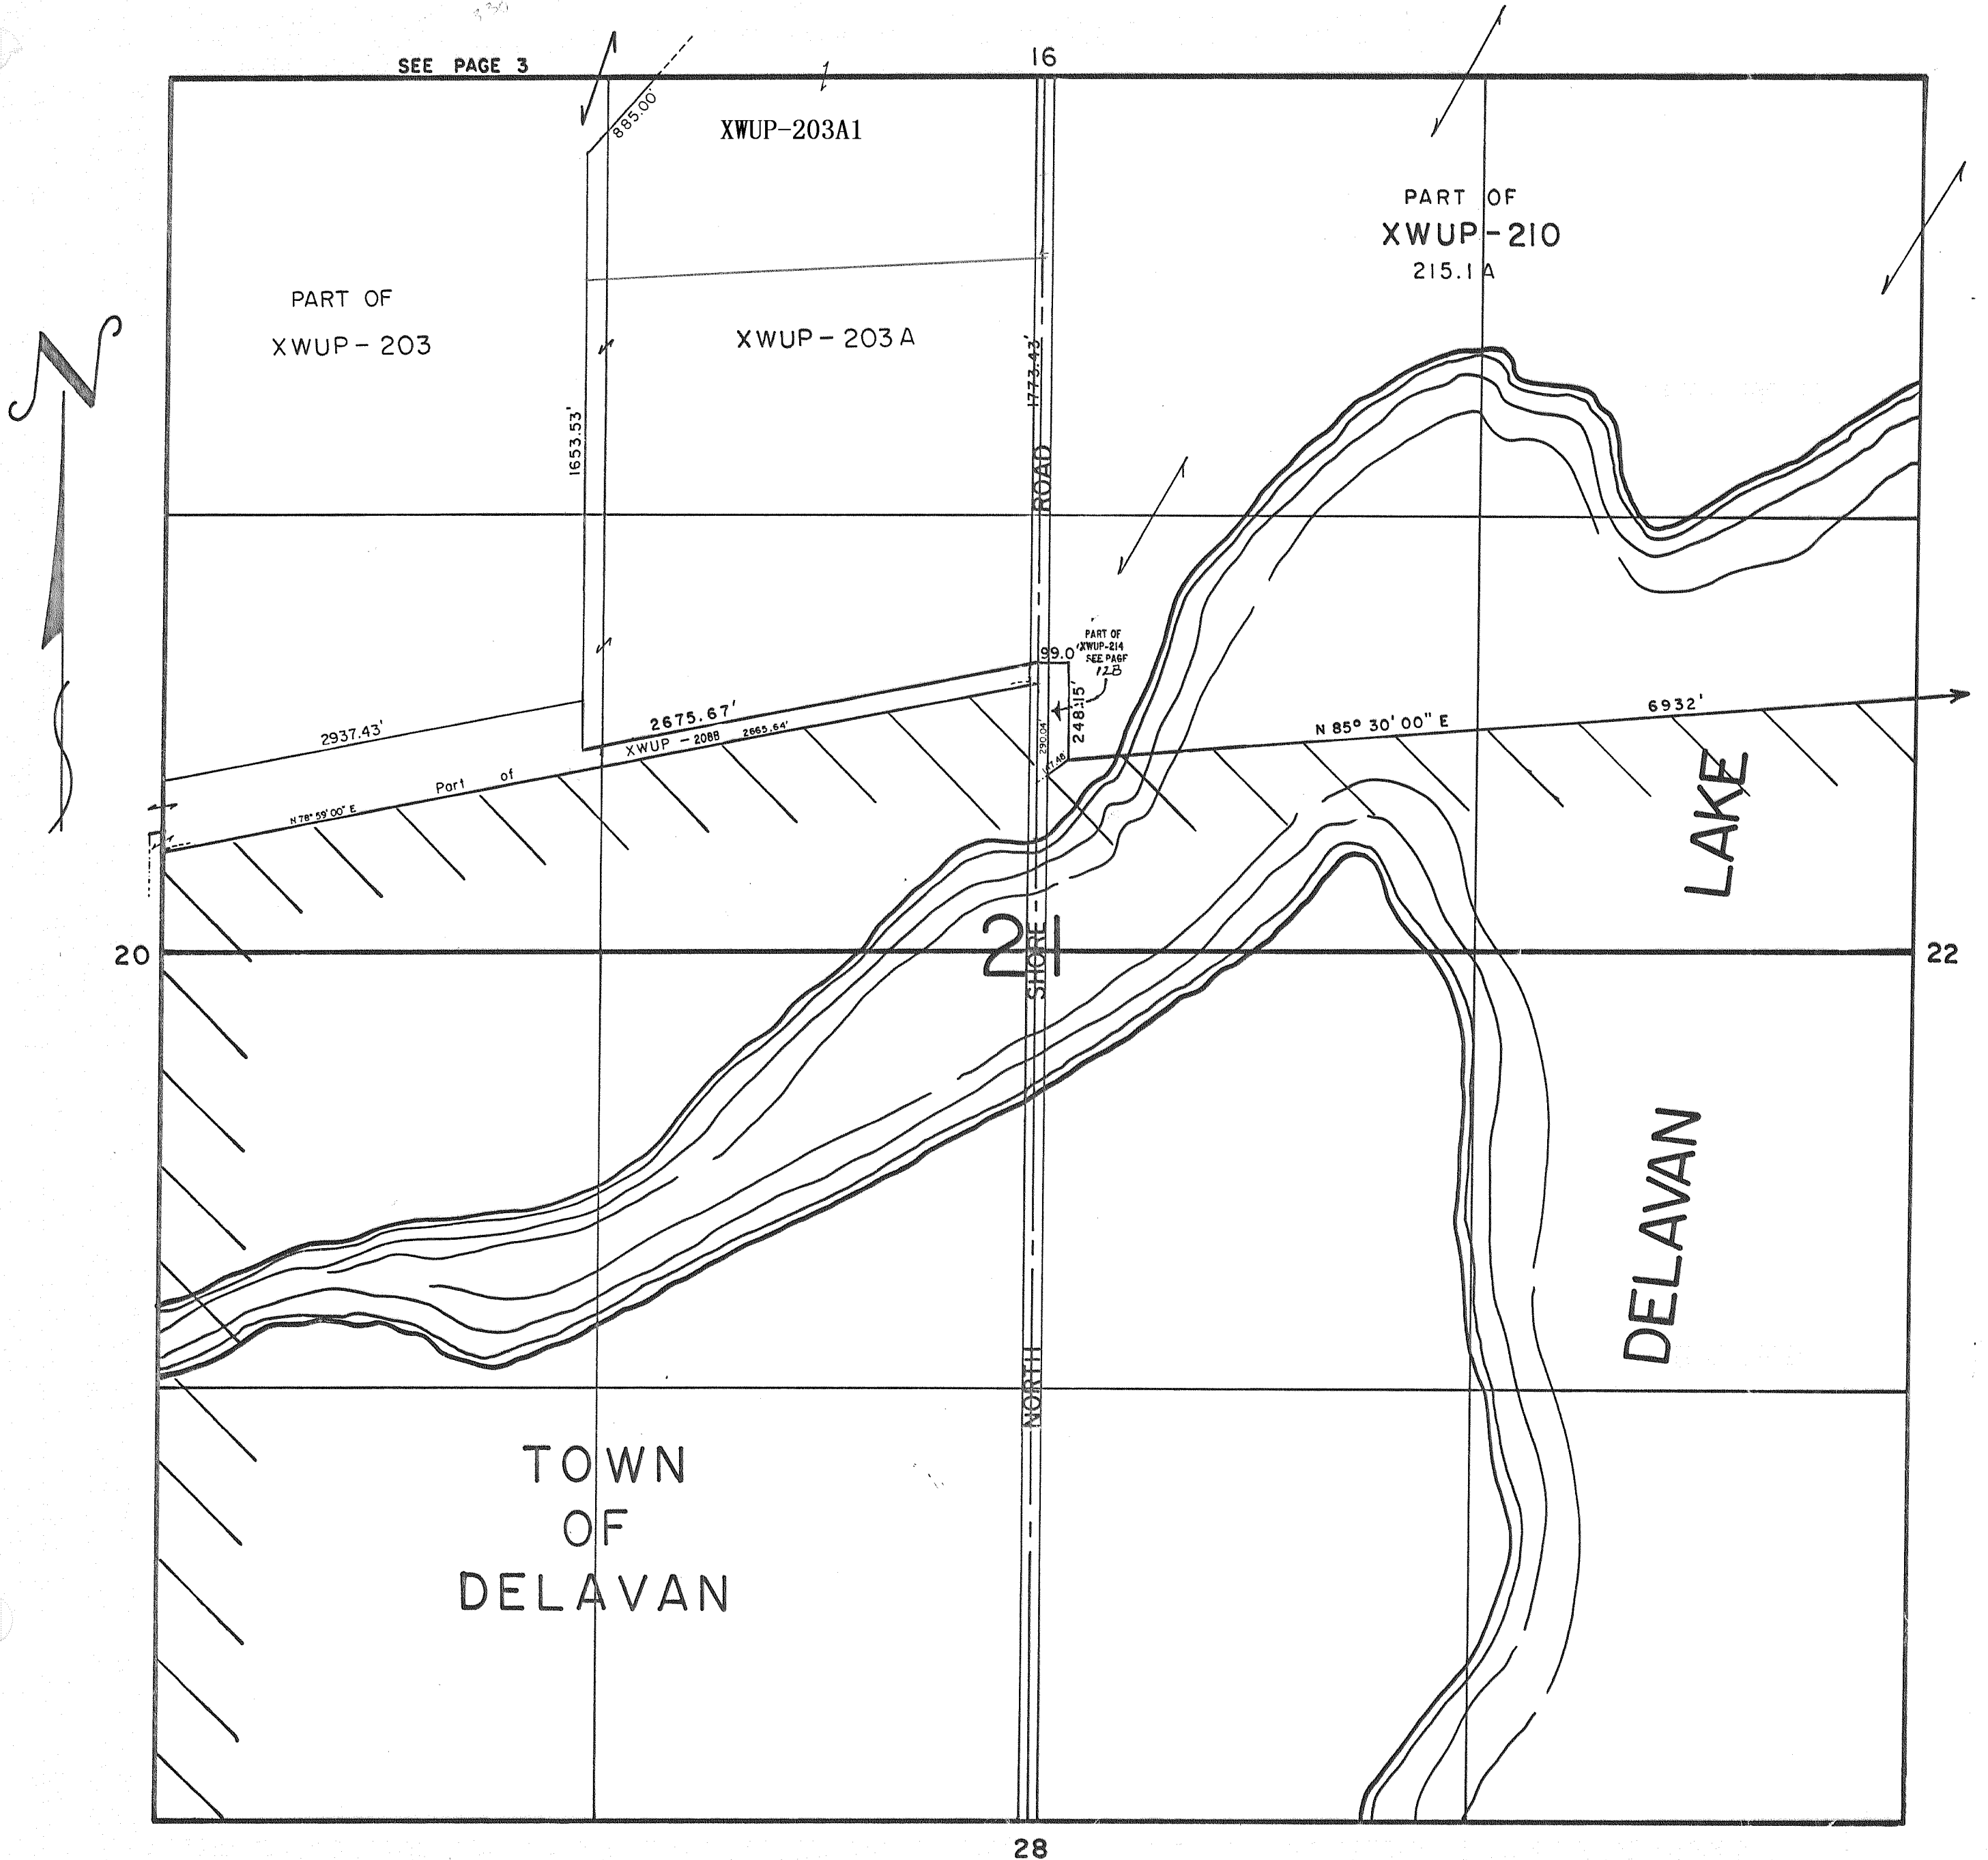 SEE PAGE 3
16
885.00'
XWUP-203A1
PART OF
XWUP-210
215.1 A
PART OF
XWUP-203
XWUP-203A
1773.43'
1653.53'
ROAD
N
PART OF
XWUP-214
SEE PAGE
12B
99.0'
248.15'
290.04'
2937.43'
2675.67'
XWUP-208B 2665.64'
Part of
N 78° 59' 00" E
N 85° 30' 00" E
6932'
LAKE
20
21
22
SHORE
DELAVAN
NORTH
TOWN
OF
DELAVAN
28